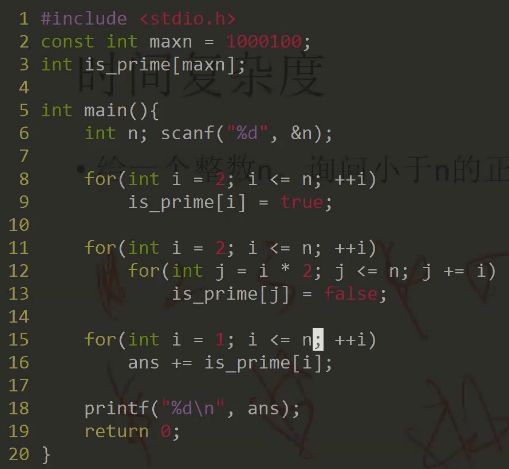 1 #include <stdio.h>
2 const int maxn = 1000100;
3 int is_prime[maxn];
时间复杂度
4
5 int main(){
6 int n; scanf("%d", &n);
7
• 给一个整数n，询问小于n的正
8 for(int i = 2; i <= n; ++i)
9 is_prime[i] = true;
10
11 for(int i = 2; i <= n; ++i)
12 for(int j = i * 2; j <= n; j += i)
13 is_prime[j] = false;
14
15 for(int i = 1; i <= n; ++i)
16 ans += is_prime[i];
17
18 printf("%d\n", ans);
19 return 0;
20 }